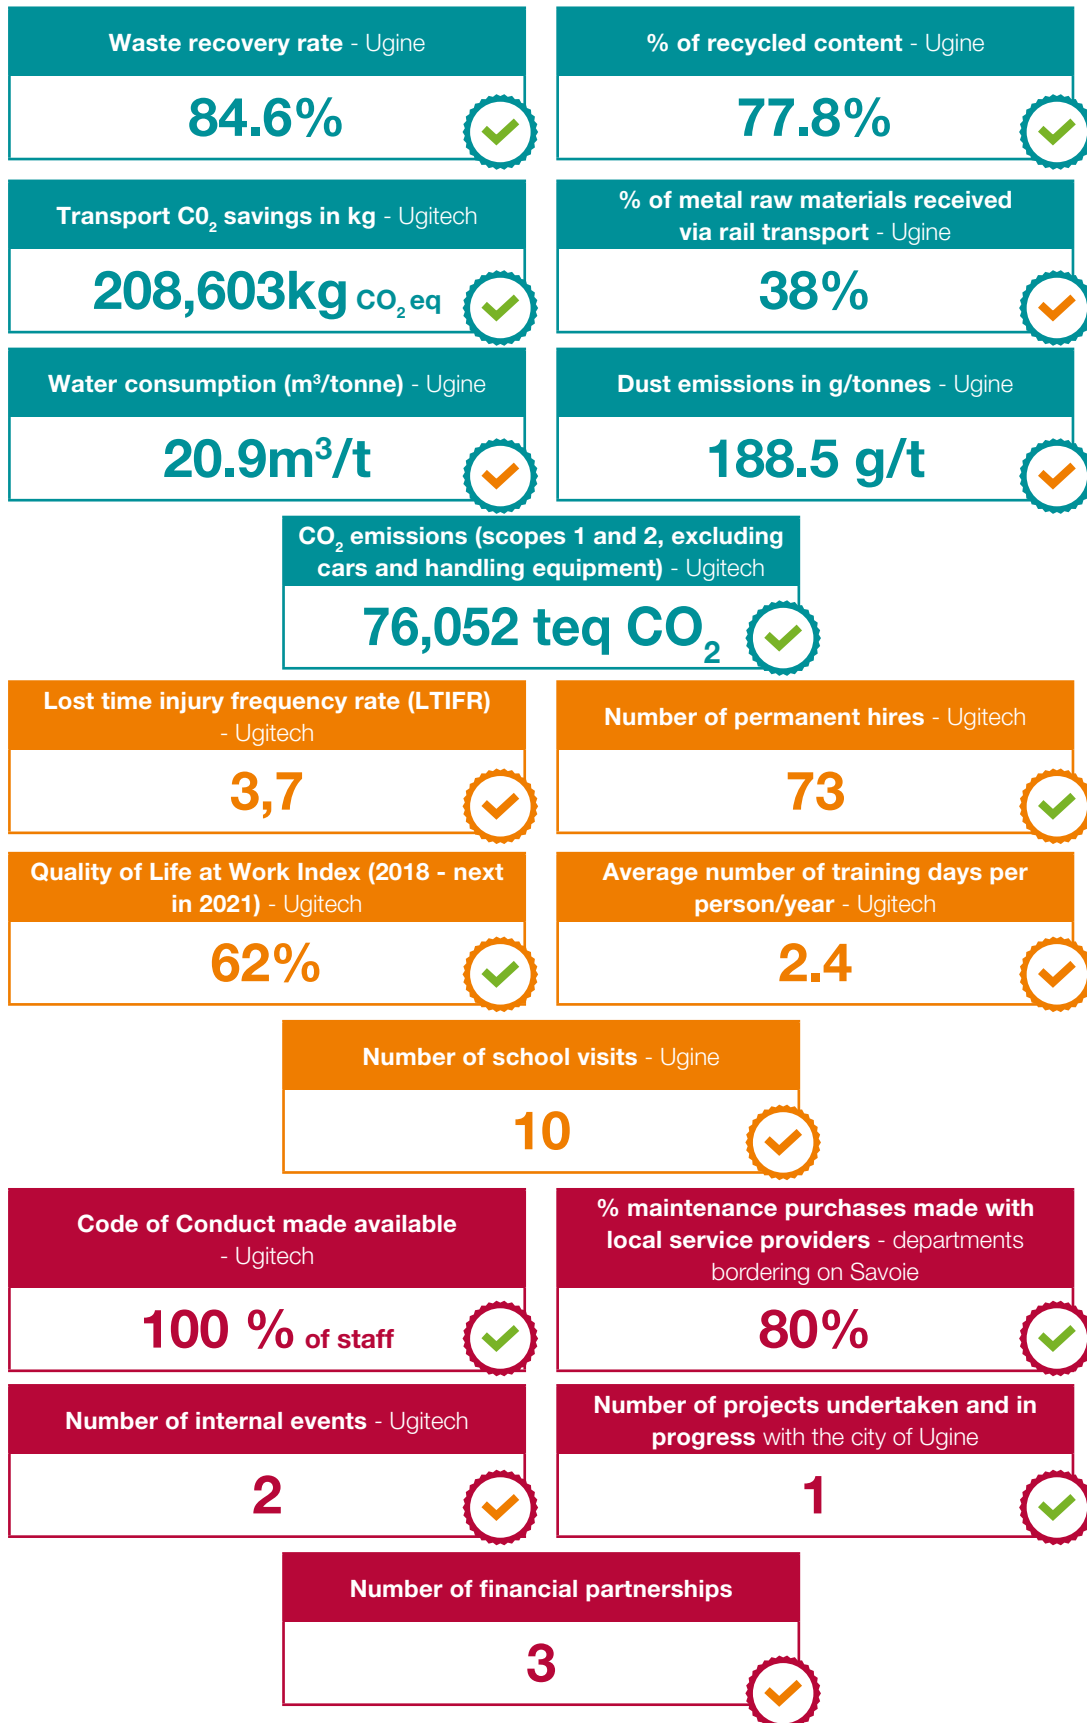 Waste recovery rate - Ugine
84.6%
% of recycled content - Ugine
77.8%
Transport C0₂ savings in kg - Ugitech
208,603kg CO₂ eq
% of metal raw materials received
via rail transport - Ugine
38%
Water consumption (m³/tonne) - Ugine
20.9m³/t
Dust emissions in g/tonnes - Ugine
188.5 g/t
CO₂ emissions (scopes 1 and 2, excluding
cars and handling equipment) - Ugitech
76,052 teq CO₂
Lost time injury frequency rate (LTIFR)
- Ugitech
3,7
Number of permanent hires - Ugitech
73
Quality of Life at Work Index (2018 - next
in 2021) - Ugitech
62%
Average number of training days per
person/year - Ugitech
2.4
Number of school visits - Ugine
10
Code of Conduct made available
- Ugitech
100 % of staff
% maintenance purchases made with
local service providers - departments
bordering on Savoie
80%
Number of internal events - Ugitech
2
Number of projects undertaken and in
progress with the city of Ugine
1
Number of financial partnerships
3